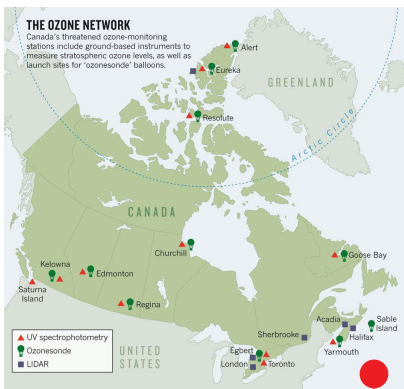 THE OZONE NETWORK
Canada's threatened ozone-monitoring
stations include ground-based instruments to
measure stratospheric ozone levels, as well as
launch sites for 'ozonesonde' balloons.
Alert
Eureka
GREENLAND
Resolute
Arctic Circle
CANADA
Churchill
Goose Bay
Kelowna
Edmonton
Saturna
Island
Regina
Acadia
Sable
Island
Sherbrooke
Halifax
Yarmouth
Egbert
London
Toronto
UV spectrophotometry
Ozonesonde
LIDAR
UNITED
STATES